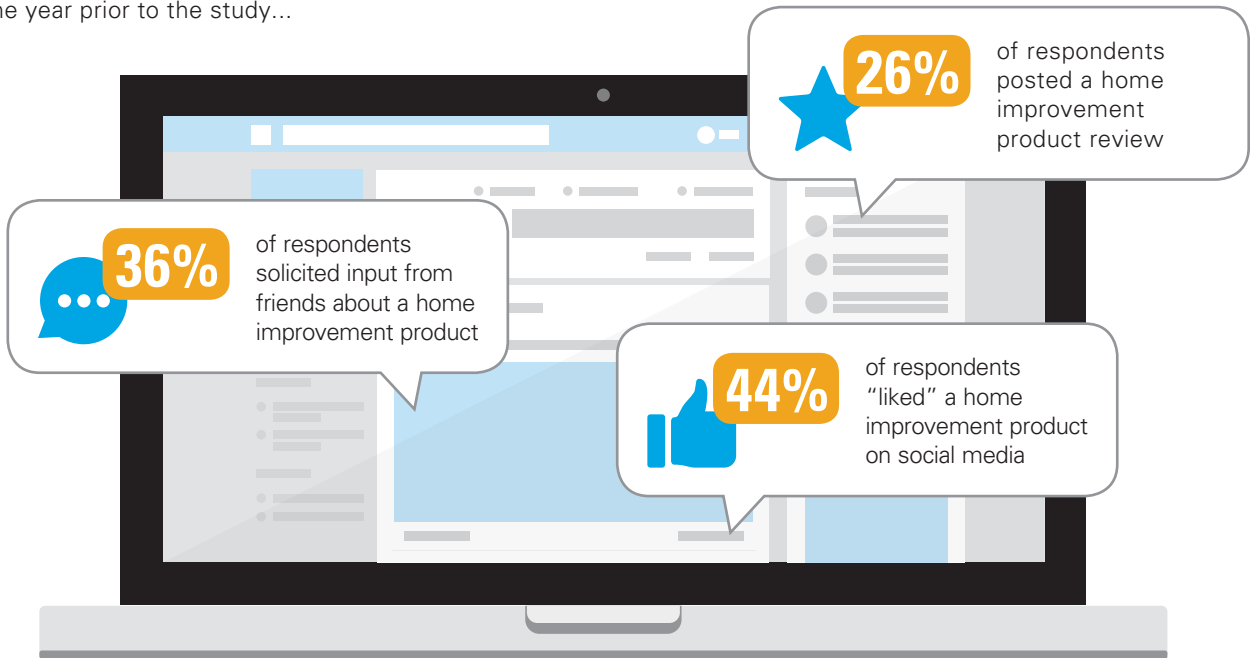 ne year prior to the study...
26%
of respondents
posted a home
improvement
product review
36%
of respondents
solicited input from
friends about a home
improvement product
44%
of respondents
“liked” a home
improvement product
on social media